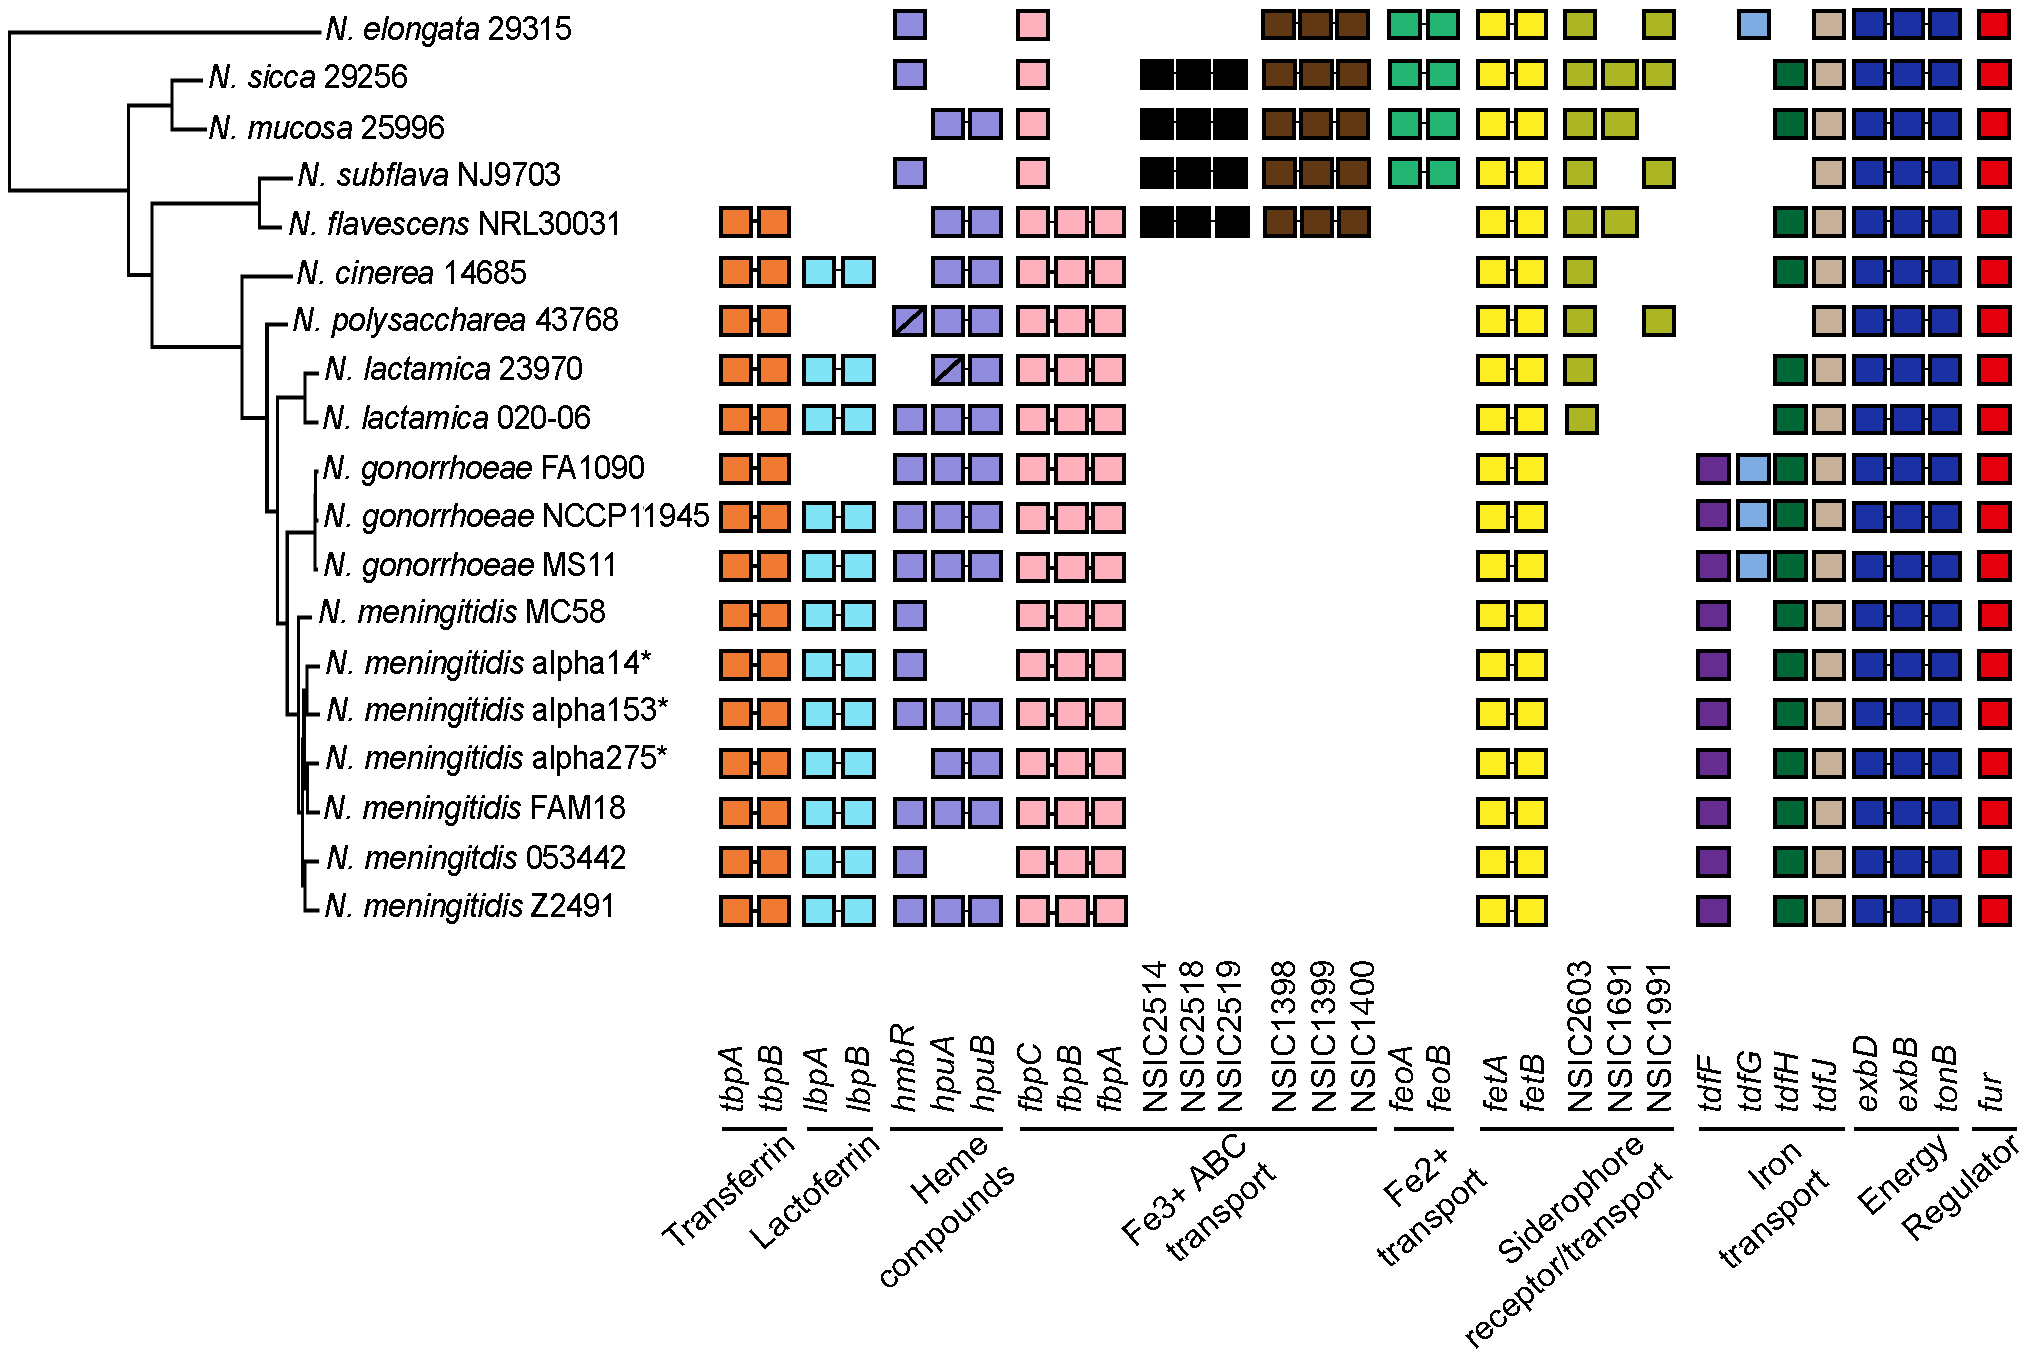 N. elongata 29315
N. sicca 29256
N. mucosa 25996
N. subflava NJ9703
N. flavescens NRL30031
N. cinerea 14685
N. polysaccharea 43768
N. lactamica 23970
N. lactamica 020-06
N. gonorrhoeae FA1090
N. gonorrhoeae NCCP11945
N. gonorrhoeae MS11
N. meningitidis MC58
N. meningitidis alpha14*
N. meningitidis alpha153*
N. meningitidis alpha275*
N. meningitidis FAM18
N. meningitdis 053442
N. meningitidis Z2491
tbpA
tbpB
lbpA
lbpB
hmbR
hpuA
hpuB
fbpC
fbpB
fbpA
NSIC2514
NSIC2518
NSIC2519
NSIC1398
NSIC1399
NSIC1400
feoA
feoB
fetA
fetB
NSIC2603
NSIC1691
NSIC1991
tdfF
tdfG
tdfH
tdfJ
exbD
exbB
tonB
fur
Transferrin
Lactoferrin
Heme
compounds
Fe3+ ABC
transport
Fe2+
transport
Siderophore
receptor/transport
Iron
transport
Energy
Regulator